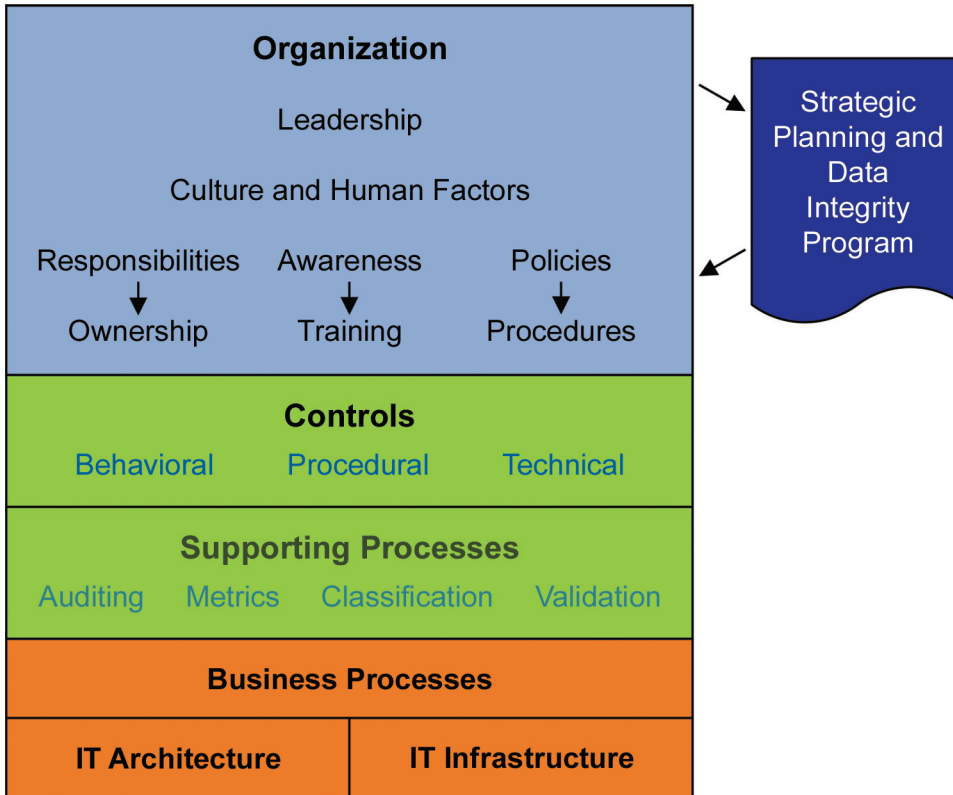 Organization
Leadership
Culture and Human Factors
Responsibilities Awareness Policies
Ownership Training Procedures
Strategic
Planning and
Data
Integrity
Program
Controls
Behavioral Procedural Technical
Supporting Processes
Auditing Metrics Classification Validation
Business Processes
IT Architecture IT Infrastructure